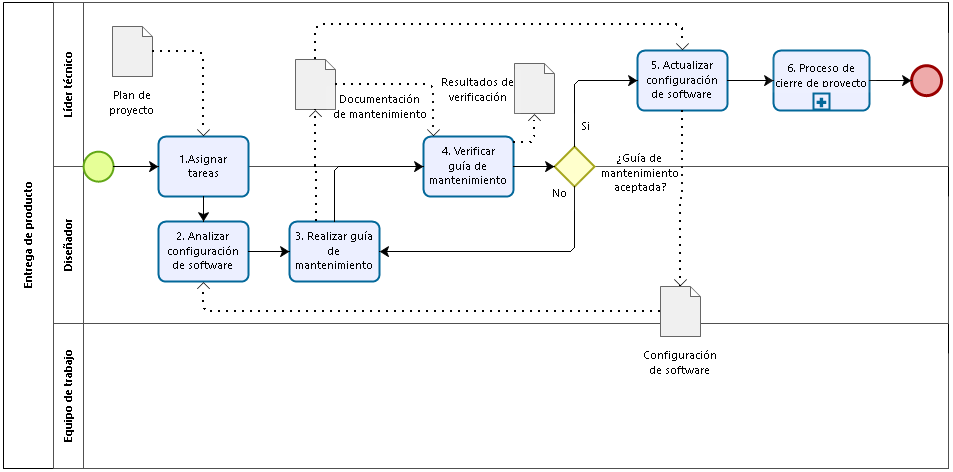 Entrega de producto
Líder técnico
Diseñador
Equipo de trabajo
Plan de
proyecto
1.Asignar
tareas
2. Analizar
configuración
de software
3. Realizar guía
de
mantenimiento
Documentación
de mantenimiento
4. Verificar
guía de
mantenimiento
Resultados de
verificación
Si
No
¿Guía de
mantenimiento
aceptada?
5. Actualizar
configuración
de software
6. Proceso de
cierre de proyecto
Configuración
de software